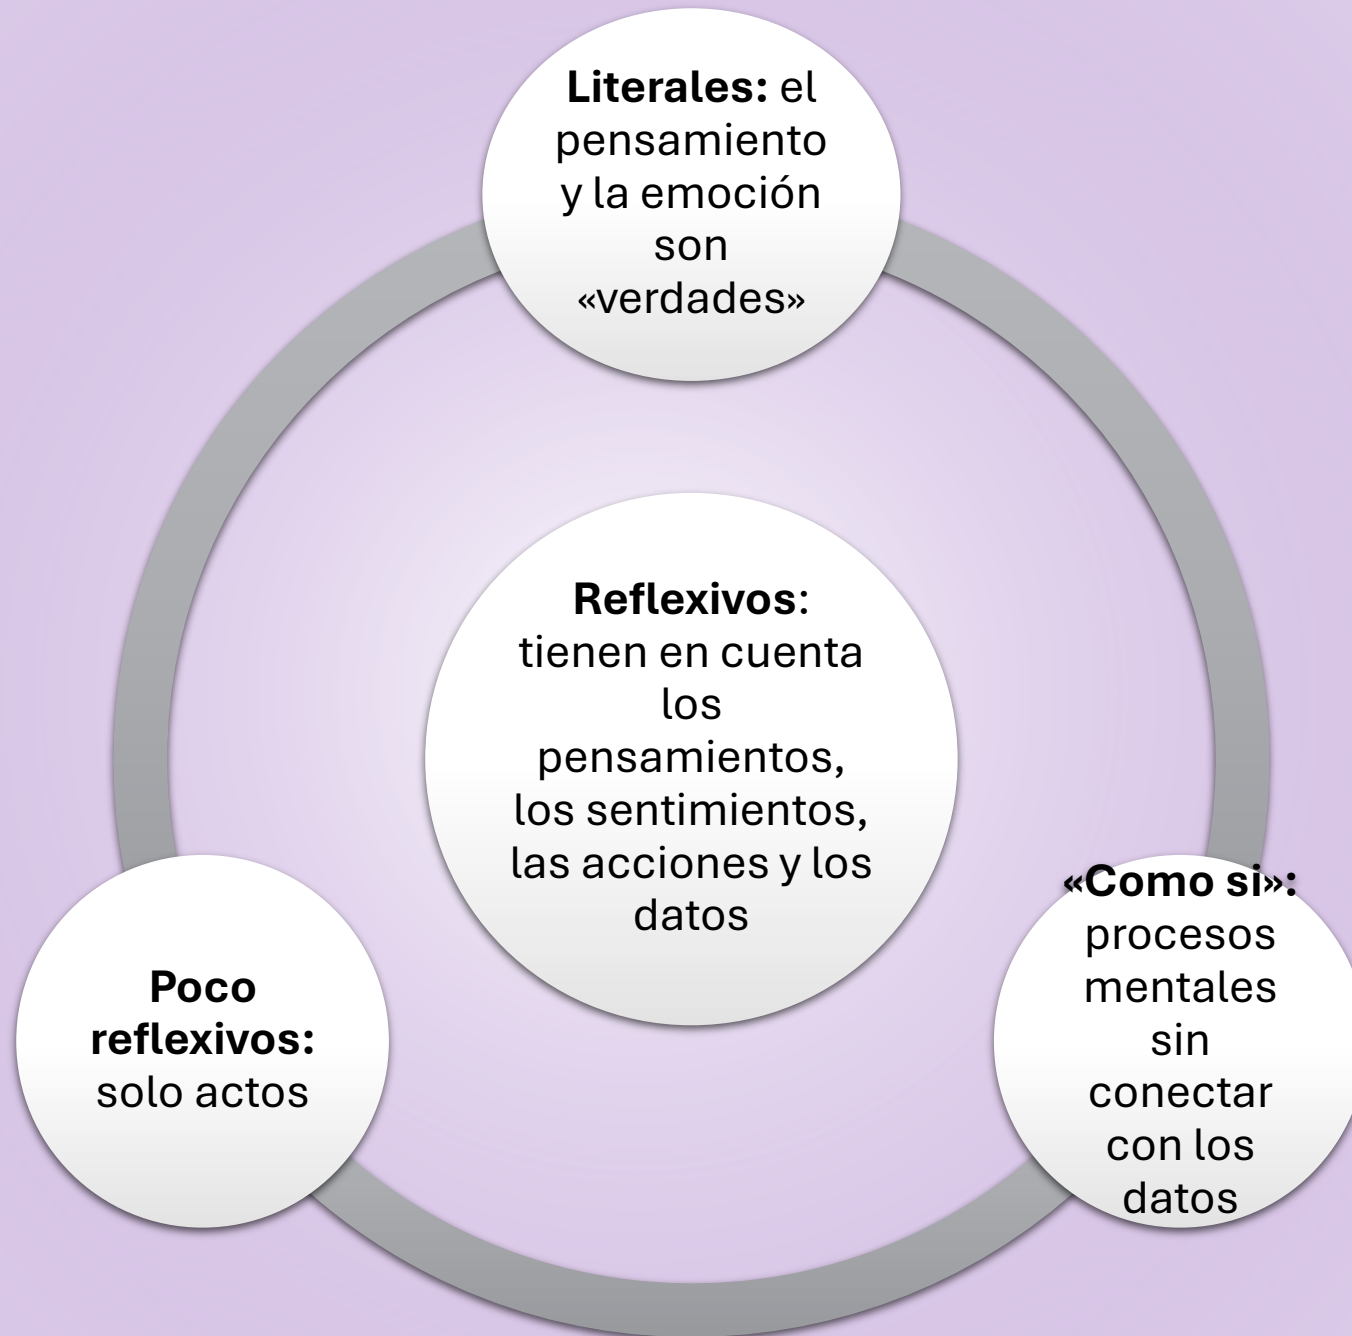 Literales: el
pensamiento
y la emoción
son
«verdades»
Reflexivos:
tienen en cuenta
los
pensamientos,
los sentimientos,
las acciones y los
datos
«Como si»:
procesos
mentales
sin
conectar
con los
datos
Poco
reflexivos:
solo actos